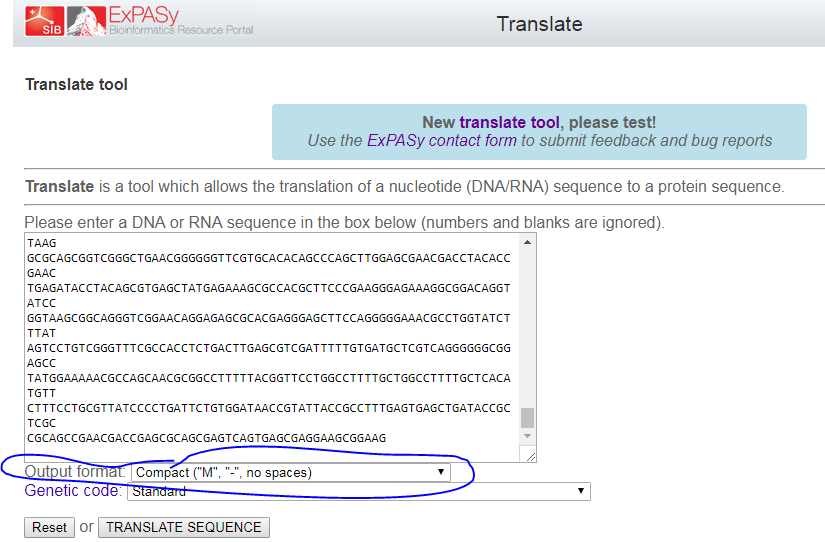 SIB
ExPASy
Bioinformatics Resource Portal
Translate
Translate tool
New translate tool, please test!
Use the ExPASy contact form to submit feedback and bug reports
Translate is a tool which allows the translation of a nucleotide (DNA/RNA) sequence to a protein sequence.
Please enter a DNA or RNA sequence in the box below (numbers and blanks are ignored).
TAAG
GCGCAGCGGTCGGGCTGAACGGGGGGTTCGTGCACACAGCCCAGCTTGGAGCGAACGACCTACACC
GAAC
TGAGATACCTACAGCGTGAGCTATGAGAAAGCGCCACGCTTCCCGAAGGGAGAAAGGCGGACAGGT
ATCC
GGTAAGCGGCAGGGTCGGAACAGGAGAGCGCACGAGGGAGCTTCCAGGGGGAAACGCCTGGTATCT
TTAT
AGTCCTGTCGGGTTTCGCCACCTCTGACTTGAGCGTCGATTTTTGTGATGCTCGTCAGGGGGGCGG
AGCC
TATGGAAAAACGCCAGCAACGCGGCCTTTTTACGGTTCCTGGCCTTTTGCTGGCCTTTTGCTCACA
TGTT
CTTTCCTGCGTTATCCCCTGATTCTGTGGATAACCGTATTACCGCCTTTGAGTGAGCTGATACCGC
TCGC
CGCAGCCGAACGACCGAGCGCAGCGAGTCAGTGAGCGAGGAAGCGGAAG
Output format: Compact ("M", "-", no spaces)
Genetic code: Standard
Reset or TRANSLATE SEQUENCE